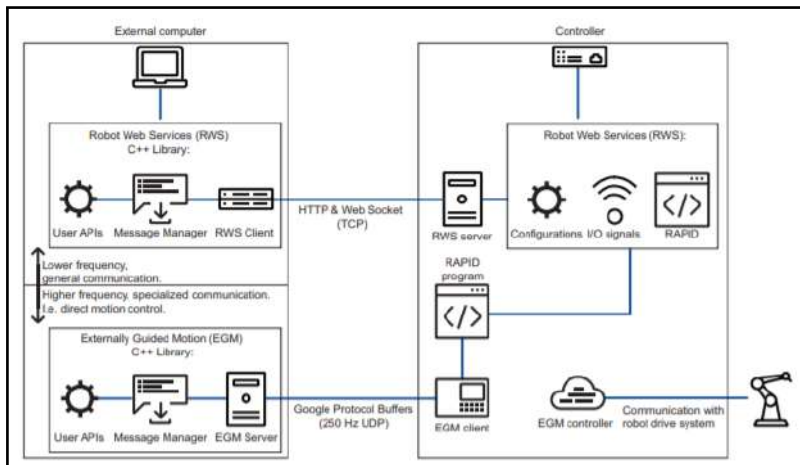 External computer
Controller
Robot Web Services (RWS)
C++ Library:
Robot Web Services (RWS):
User APIs
Message Manager
RWS Client
HTTP & Web Socket
(TCP)
RWS server
Configurations
I/O signals
RAPID
Lower frequency,
general communication.
Higher frequency, specialized communication.
I.e. direct motion control.
RAPID
program
Externally Guided Motion (EGM)
C++ Library:
User APIs
Message Manager
EGM Server
Google Protocol Buffers
(250 Hz UDP)
EGM client
EGM controller
Communication with
robot drive system